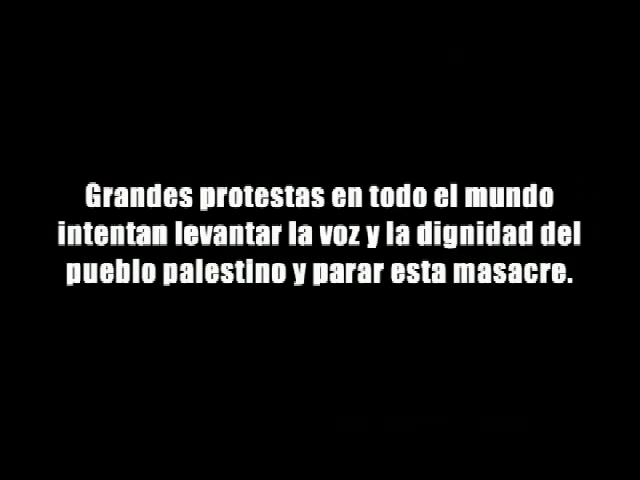 Grandes protestas en todo el mundo
intentan levantar la voz y la dignidad del
pueblo palestino y parar esta masacre.